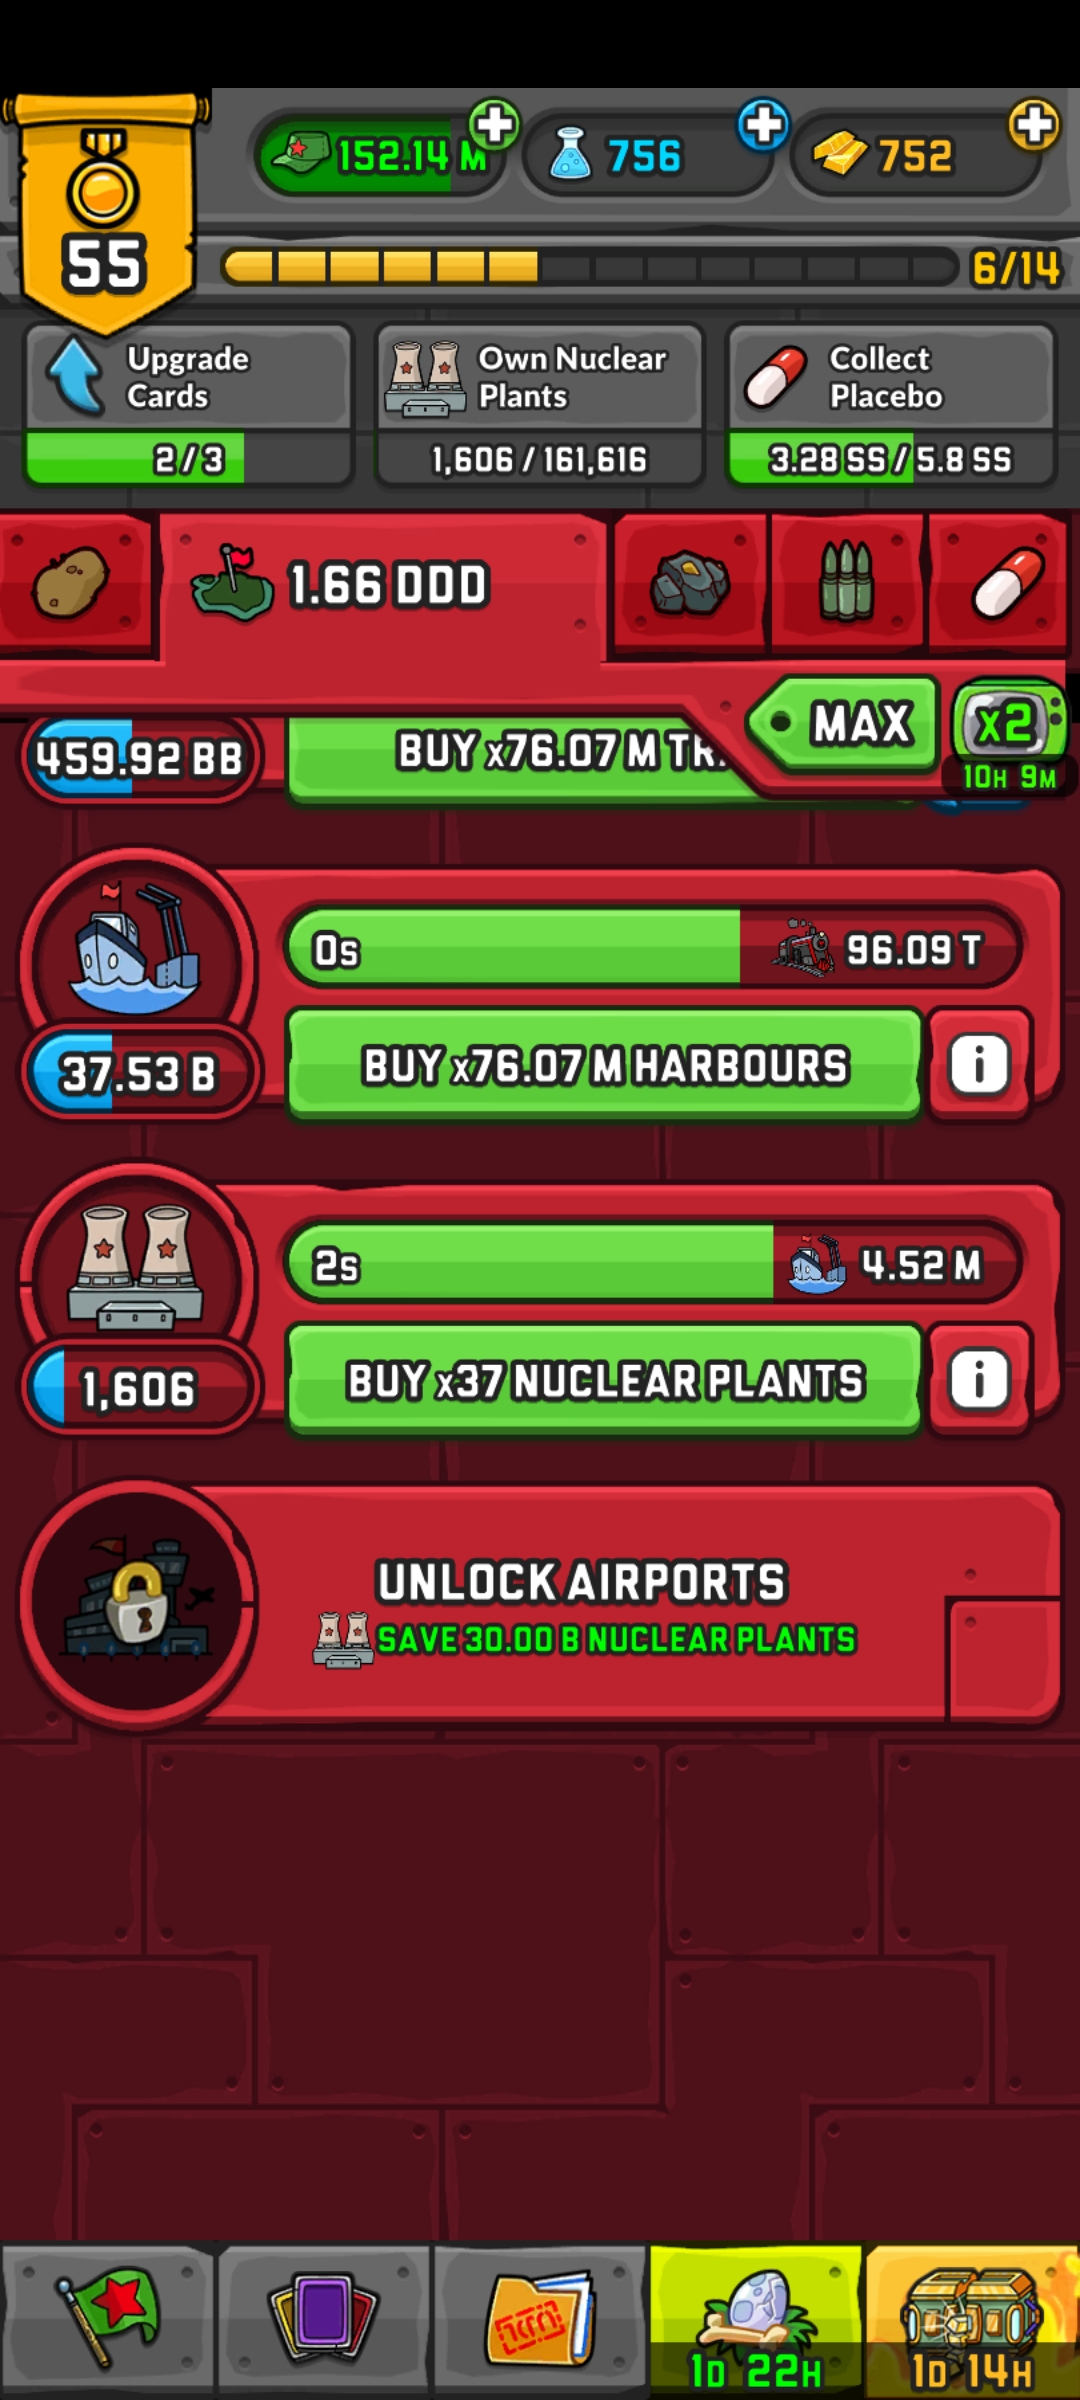 152.14 M
756
752
55
6/14
Upgrade
Cards
2/3
Own Nuclear
Plants
1,606 / 161,616
Collect
Placebo
3.28 SS / 5.8 SS
1.66 DDD
MAX
x2
10H 9M
459.92 BB
BUY x76.07 M
0s
96.09 T
37.53 B
BUY x76.07 M HARBOURS
i
2s
4.52 M
1,606
BUY x37 NUCLEAR PLANTS
i
UNLOCK AIRPORTS
SAVE 30.00 B NUCLEAR PLANTS
1D 22H
1D 14H